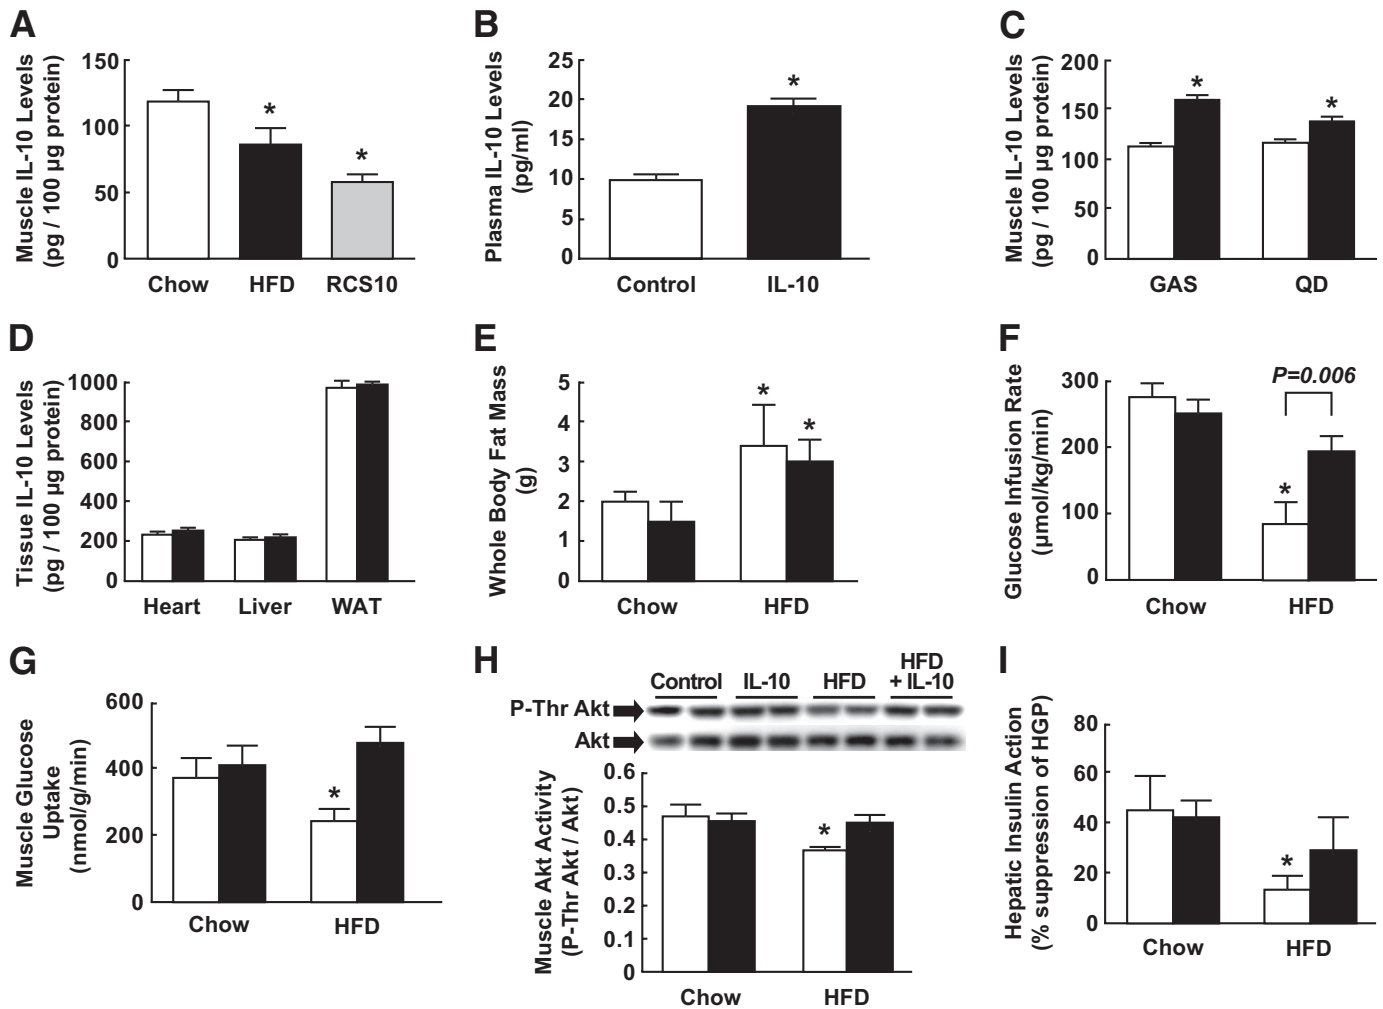 A
Muscle IL-10 Levels
(pg / 100 µg protein)
150
100
50
0
*
*
Chow HFD RCS10
B
Plasma IL-10 Levels
(pg/ml)
25
20
15
10
5
0
*
Control IL-10
C
Muscle IL-10 Levels
(pg / 100 µg protein)
200
150
100
50
0
*
*
GAS QD
D
Tissue IL-10 Levels
(pg / 100 µg protein)
1000
800
600
400
200
0
Heart Liver WAT
E
Whole Body Fat Mass
(g)
5
4
3
2
1
0
*
*
Chow HFD
F
Glucose Infusion Rate
(µmol/kg/min)
300
200
100
0
P=0.006
*
Chow HFD
G
Muscle Glucose
Uptake
(nmol/g/min)
600
400
200
0
*
Chow HFD
H
Control IL-10 HFD HFD
+ IL-10
P-Thr Akt
Akt
Muscle Akt Activity
(P-Thr Akt / Akt)
0.6
0.5
0.4
0.3
0.2
0.1
0
*
Chow HFD
I
Hepatic Insulin Action
(% suppression of HGP)
80
60
40
20
0
*
Chow HFD